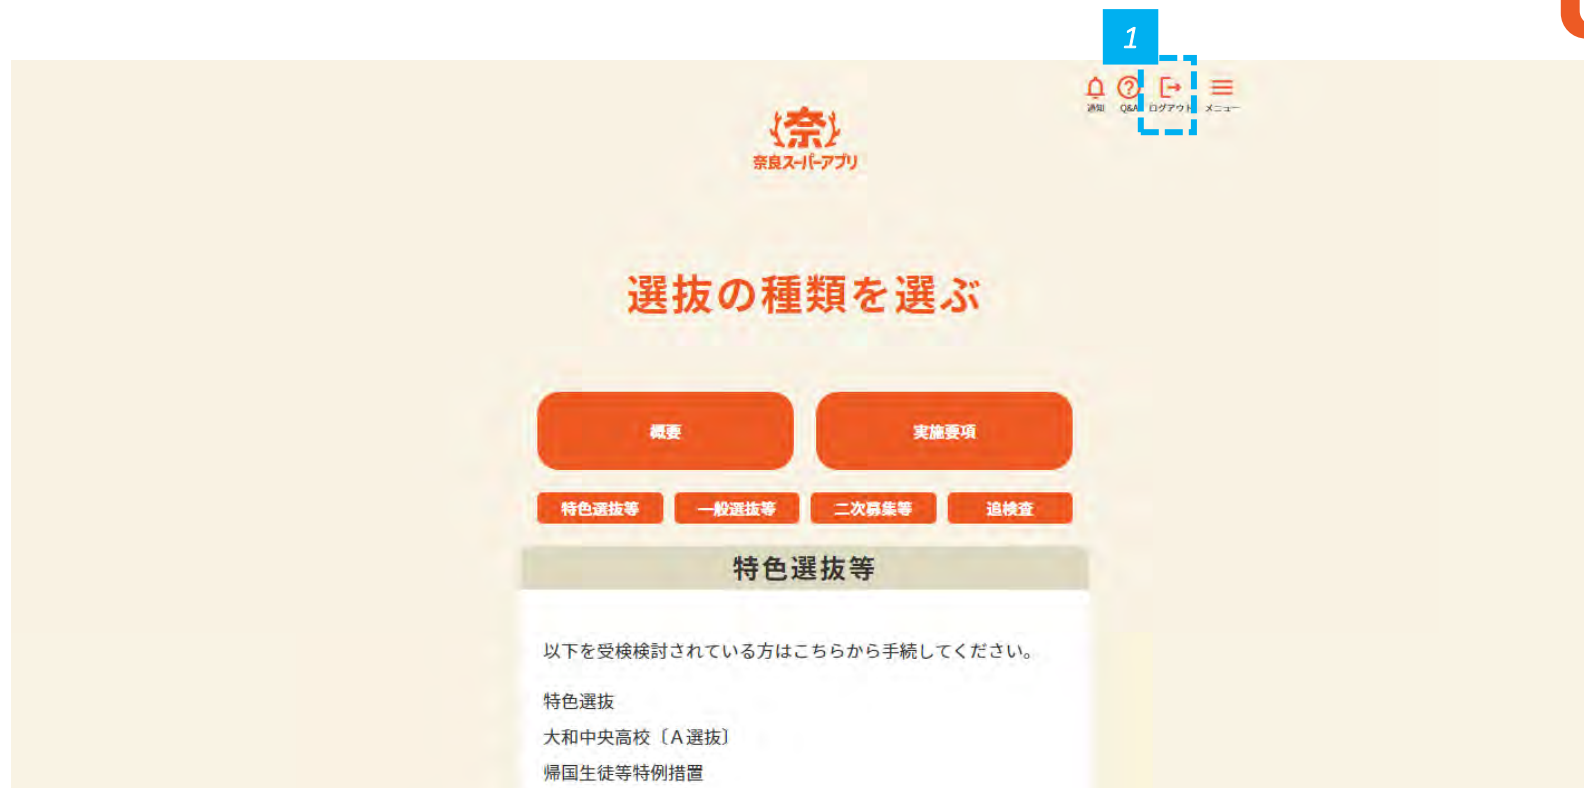 1
通知 Q&A ログアウト メニュー
奈
奈良スーパーアプリ
選抜の種類を選ぶ
概要 実施要項
特色選抜等 一般選抜等 二次募集等 追検査
特色選抜等
以下を受検検討されている方はこちらから手続してください。
特色選抜
大和中央高校〔A選抜〕
帰国生徒等特例措置